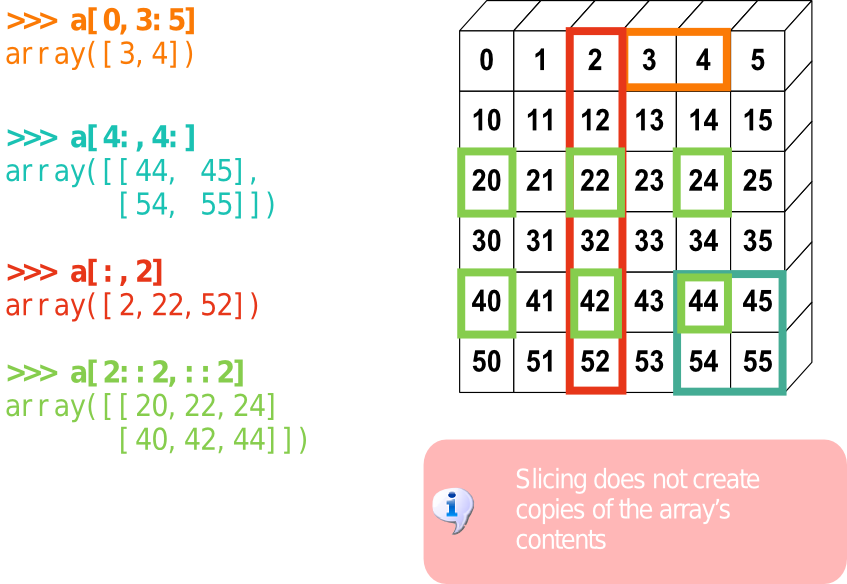 >>> a[0,3:5]
array([3,4])
>>> a[4:,4:]
array([[44, 45],
[54, 55]])
>>> a[:,2]
array([2,22,52])
>>> a[2::2,::2]
array([[20,22,24]
[40,42,44]])
0 1 2 3 4 5
10 11 12 13 14 15
20 21 22 23 24 25
30 31 32 33 34 35
40 41 42 43 44 45
50 51 52 53 54 55
Slicing does not create
copies of the array's
contents